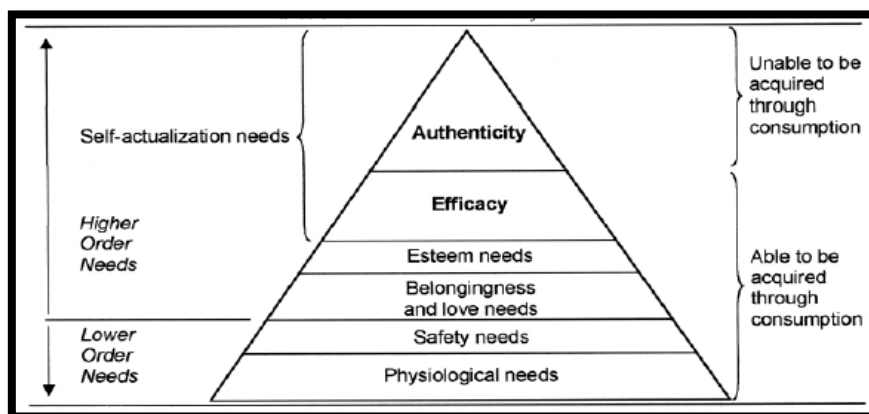 Self-actualization needs
Higher
Order
Needs
Lower
Order
Needs
Authenticity
Efficacy
Esteem needs
Belongingness
and love needs
Safety needs
Physiological needs
Unable to be
acquired
through
consumption
Able to be
acquired
through
consumption